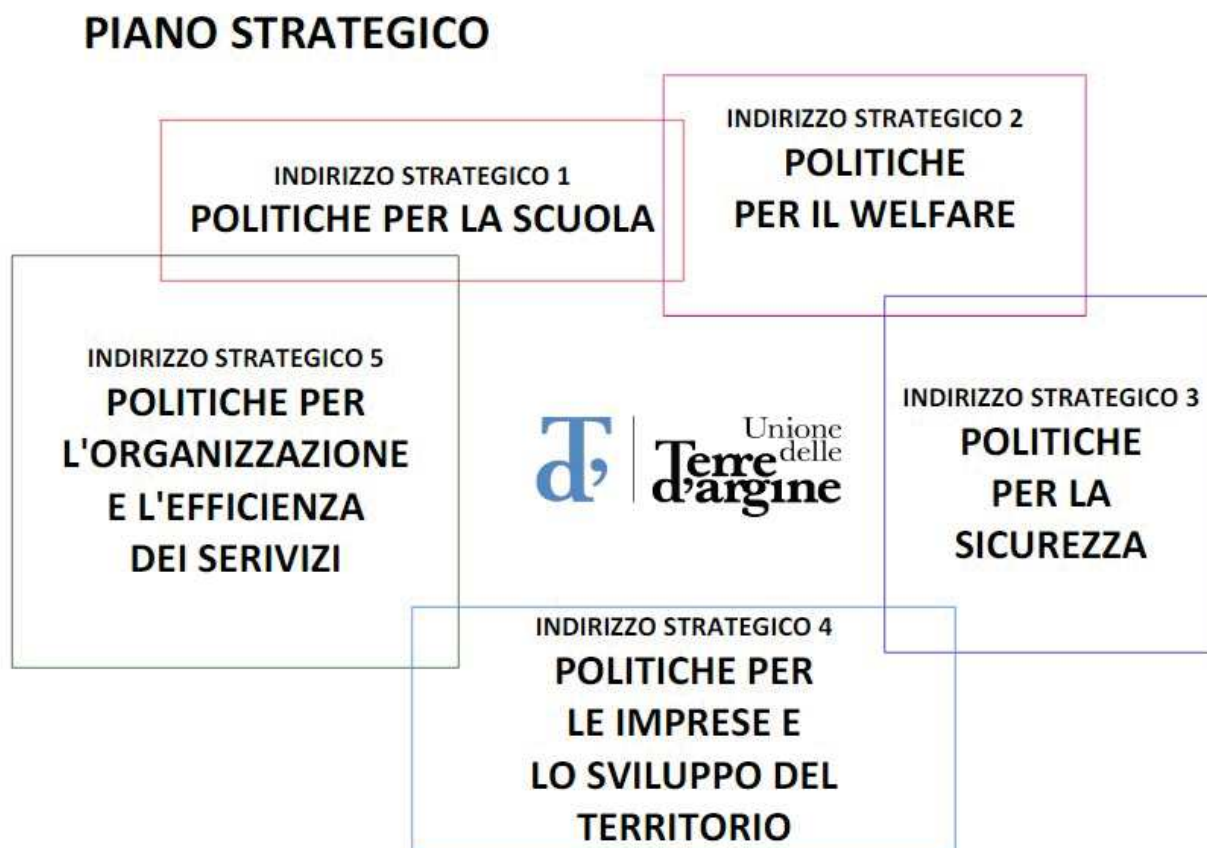 PIANO STRATEGICO
INDIRIZZO STRATEGICO 1
POLITICHE PER LA SCUOLA
INDIRIZZO STRATEGICO 2
POLITICHE
PER IL WELFARE
INDIRIZZO STRATEGICO 3
POLITICHE
PER LA
SICUREZZA
INDIRIZZO STRATEGICO 4
POLITICHE PER
LE IMPRESE E
LO SVILUPPO DEL
TERRITORIO
INDIRIZZO STRATEGICO 5
POLITICHE PER
L'ORGANIZZAZIONE
E L'EFFICIENZA
DEI SERIVIZI
T
d’
Unione
delle
Terre
d’argine